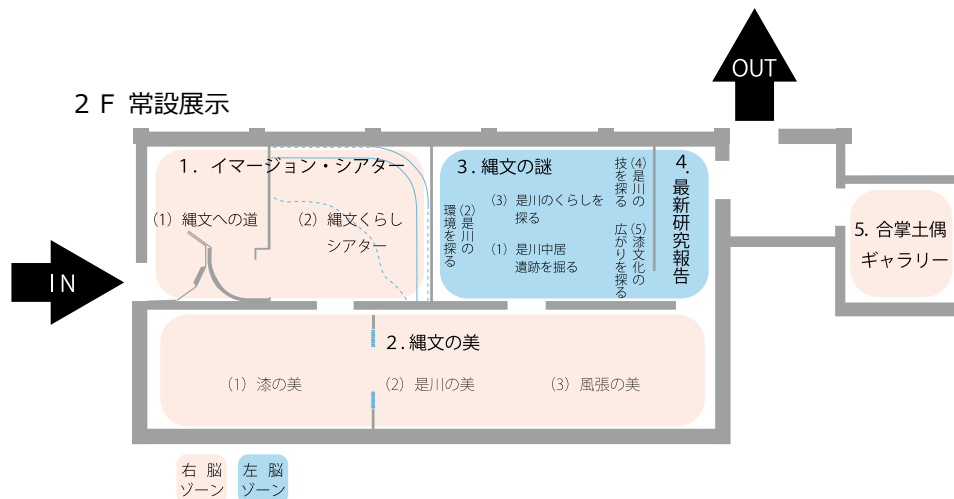 2F 常設展示
OUT
IN
1. イマージョン・シアター
(1) 縄文への道
(2) 縄文くらし
シアター
3. 縄文の謎
(2) 是川の
環境を探る
(3) 是川のくらしを
探る
(1) 是川中居
遺跡を掘る
(4) 是川の
技を探る
(5) 漆文化の
広がりを探る
4. 最新研究報告
5. 合掌土偶
ギャラリー
2. 縄文の美
(1) 漆の美
(2) 是川の美
(3) 風張の美
右脳
ゾーン
左脳
ゾーン